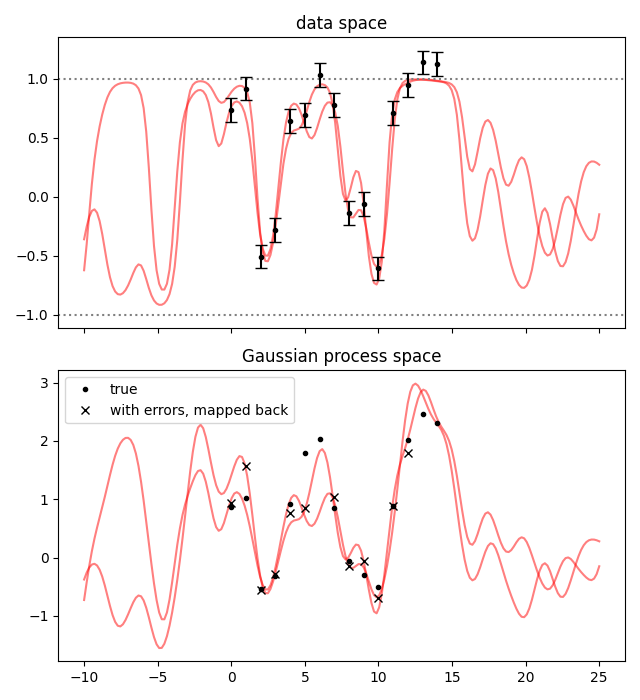 data space
1.0
0.5
0.0
−0.5
−1.0
Gaussian process space
true
with errors, mapped back
3
2
1
0
−1
−10 −5 0 5 10 15 20 25